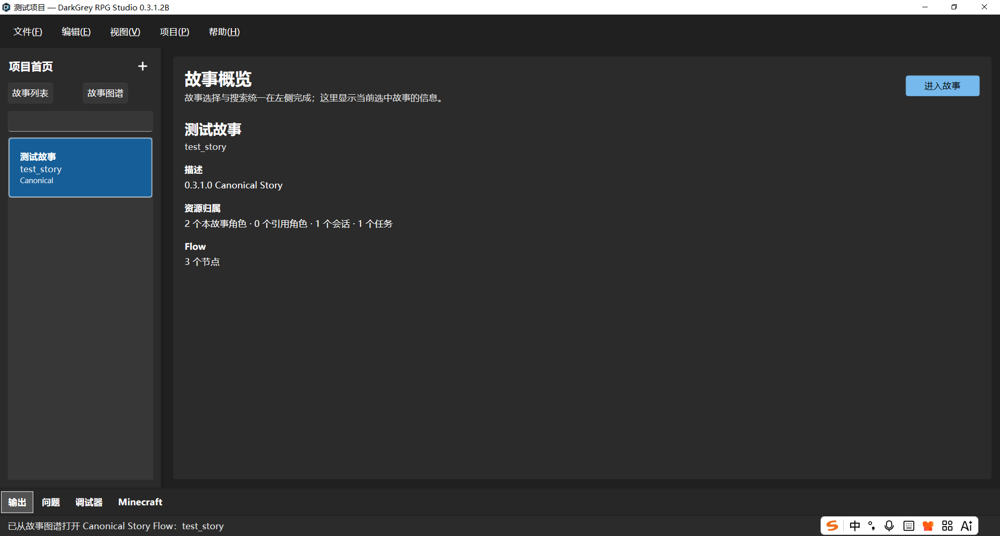 测试项目 — DarkGrey RPG Studio 0.3.1.2B
文件(F) 编辑(E) 视图(V) 项目(P) 帮助(H)
项目首页
故事列表 故事图谱
测试故事
test_story
Canonical
故事概览
故事选择与搜索统一在左侧完成；这里显示当前选中故事的信息。
进入故事
测试故事
test_story
描述
0.3.1.0 Canonical Story
资源归属
2 个本故事角色 · 0 个引用角色 · 1 个会话 · 1 个任务
Flow
3 个节点
输出 问题 调试器 Minecraft
已从故事图谱打开 Canonical Story Flow：test_story
中